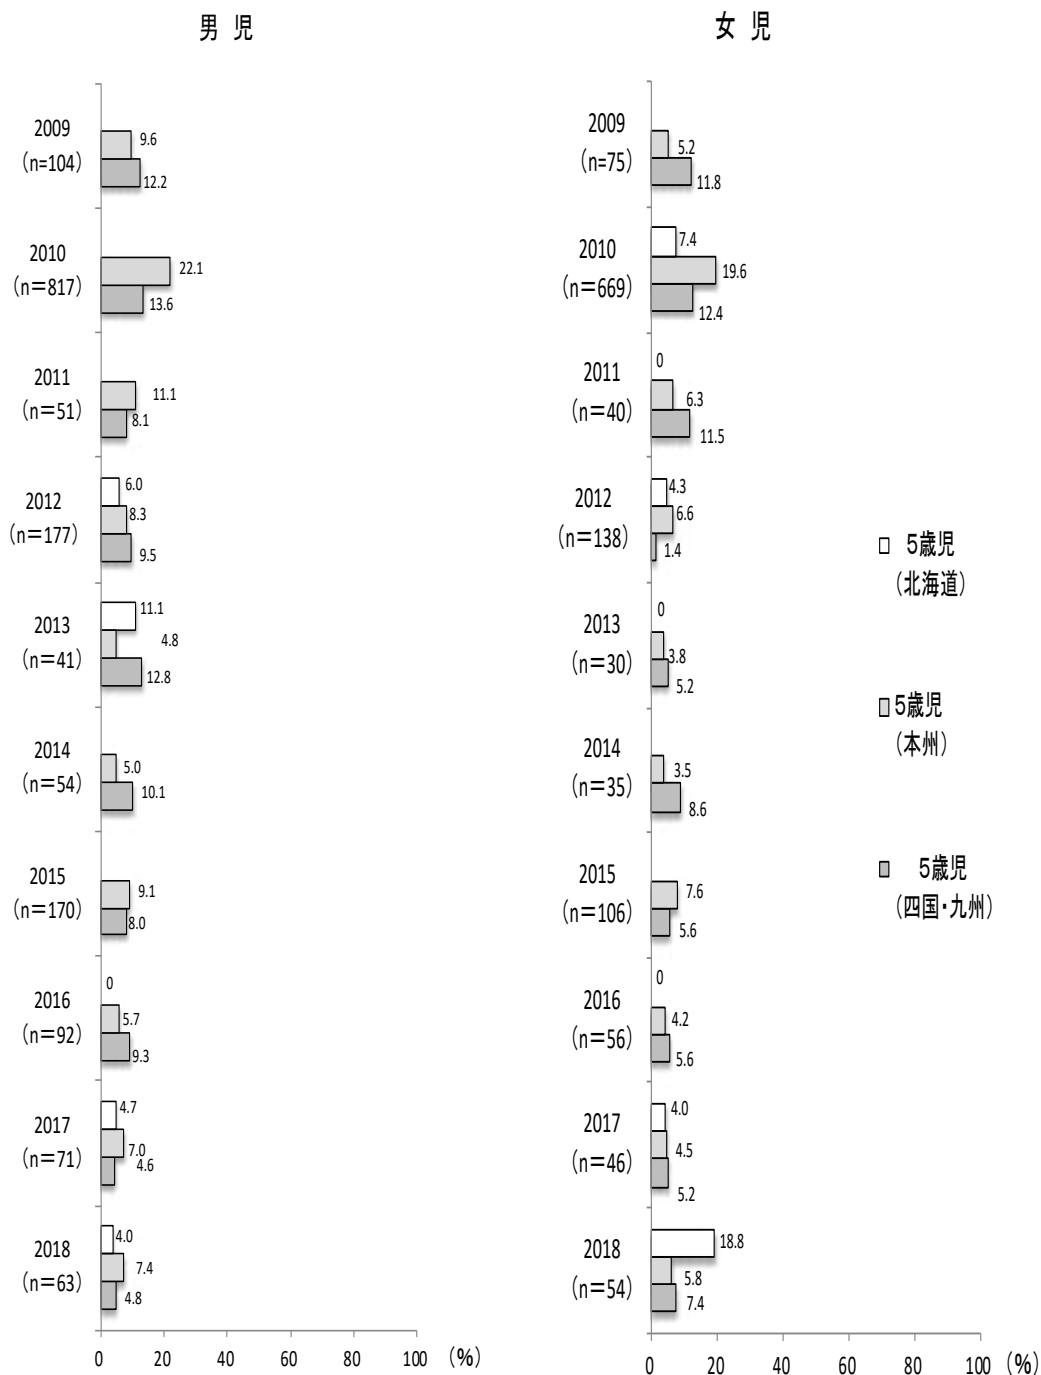 男 児
2009
（n=104）
9.6
12.2
2010
（n＝817）
22.1
13.6
2011
（n＝51）
11.1
8.1
2012
（n＝177）
6.0
8.3
9.5
2013
（n＝41）
11.1
4.8
12.8
2014
（n＝54）
5.0
10.1
2015
（n＝170）
9.1
8.0
2016
（n＝92）
0
5.7
9.3
2017
（n＝71）
4.7
7.0
4.6
2018
（n＝63）
4.0
7.4
4.8
0 20 40 60 80 100 （%）
女 児
2009
（n=75）
5.2
11.8
2010
（n＝669）
7.4
19.6
12.4
2011
（n＝40）
0
6.3
11.5
2012
（n＝138）
4.3
6.6
1.4
2013
（n＝30）
0
3.8
5.2
2014
（n＝35）
3.5
8.6
2015
（n＝106）
7.6
5.6
2016
（n＝56）
0
4.2
5.6
2017
（n＝46）
4.0
4.5
5.2
2018
（n＝54）
18.8
5.8
7.4
0 20 40 60 80 100 （%）
５歳児
（北海道）
５歳児
（本州）
５歳児
（四国・九州）